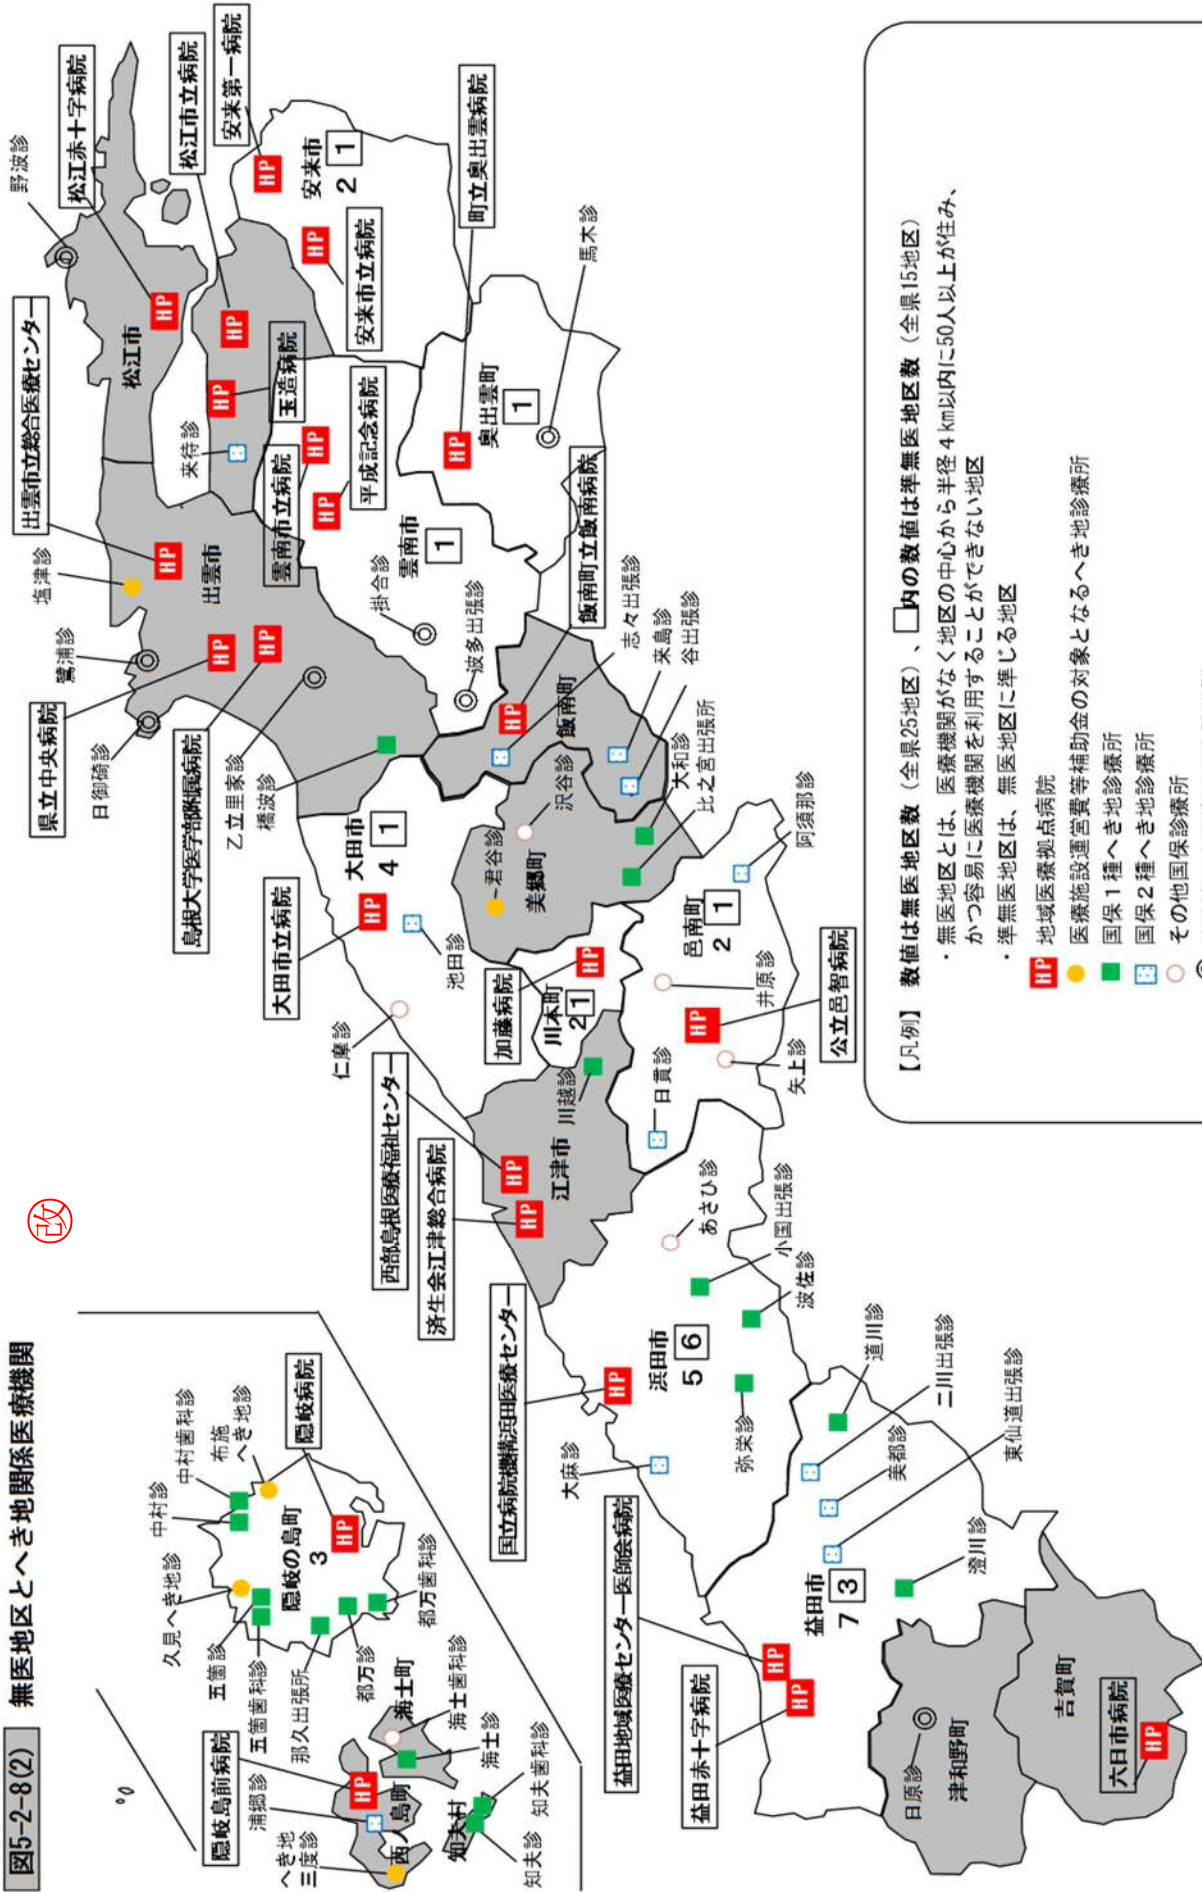 図5-2-8(2) 無医地区とへき地関係医療機関
改
野波診
松江赤十字病院
松江市立病院
安来第一病院
出雲市立総合医療センター
松江市
HP
HP
HP
HP
安来市
2 1
HP
安来市立病院
玉造病院
来待診
塩津診
鷺浦診
日御碕診
県立中央病院
島根大学医学部附属病院
HP
出雲市
HP
HP
乙立里家診
橋波診
雲南市立病院
HP
HP
平成記念病院
雲南市
1
掛合診
波多出張診
町立奥出雲病院
HP
奥出雲町
1
馬木診
飯南町立飯南病院
HP
飯南町
志々出張診
来島診
谷出張診
大田市立病院
HP
大田市
4 1
池田診
仁摩診
君谷診
美郷町
沢谷診
大和診
比之宮出張所
加藤病院
HP
川本町
2 1
邑南町
2 1
阿須那診
井原診
HP
公立邑智病院
矢上診
日貫診
西部島根医療福祉センター
済生会江津総合病院
HP
HP
江津市
川越診
国立病院機構浜田医療センター
HP
浜田市
5 6
あさひ診
小国出張診
波佐診
弥栄診
大麻診
益田地域医療センター医師会病院
益田赤十字病院
HP
HP
益田市
7 3
道川診
二川出張診
美都診
東仙道出張診
澄川診
日原診
津和野町
吉賀町
六日市病院
HP
隠岐病院
HP
隠岐の島町
3
布施
へき地診
中村歯科診
中村診
久見へき地診
五箇診
五箇歯科診
那久出張所
都万診
都万歯科診
隠岐島前病院
HP
浦郷診
へき地
三度診
西ノ島町
海士町
海士歯科診
海士診
知夫村
知夫歯科診
知夫診
【凡例】 数値は無医地区数（全県25地区）、□内の数値は準無医地区数（全県15地区）
・無医地区とは、医療機関がなく地区の中心から半径４km以内に50人以上が住み、
かつ容易に医療機関を利用することができない地区
・準無医地区は、無医地区に準じる地区
HP 地域医療拠点病院
医療施設運営費等補助金の対象となるへき地診療所
国保１種へき地診療所
国保２種へき地診療所
その他国保診療所